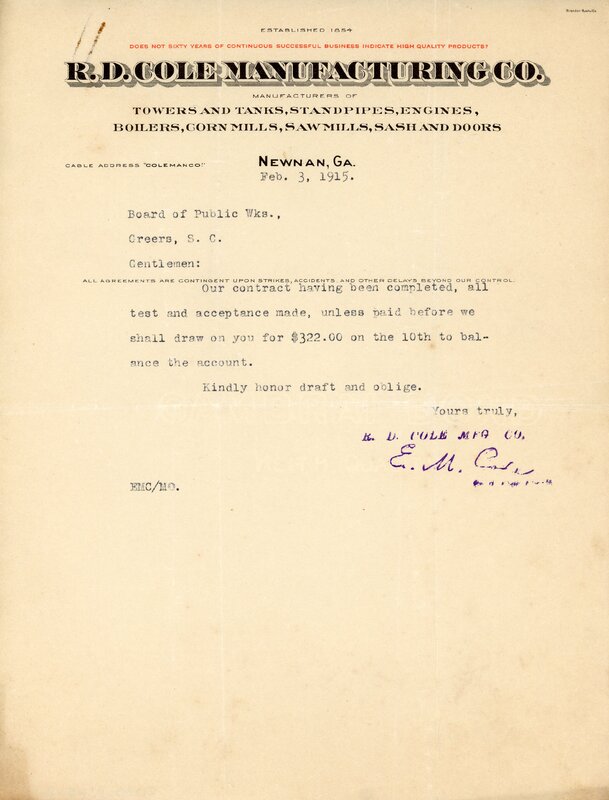 ESTABLISHED 1854
DOES NOT SIXTY YEARS OF CONTINUOUS SUCCESSFUL BUSINESS INDICATE HIGH QUALITY PRODUCTS?
R. D. COLE MANUFACTURING CO.
MANUFACTURERS OF
TOWERS AND TANKS, STANDPIPES, ENGINES,
BOILERS, CORN MILLS, SAW MILLS, SASH AND DOORS
CABLE ADDRESS "COLEMANCO."
NEWNAN, GA.
Feb. 3, 1915.
Board of Public Wks.,
Greers, S. C.
Gentlemen:
ALL AGREEMENTS ARE CONTINGENT UPON STRIKES, ACCIDENTS AND OTHER DELAYS BEYOND OUR CONTROL.
Our contract having been completed, all
test and acceptance made, unless paid before we
shall draw on you for $322.00 on the 10th to bal-
ance the account.
Kindly honor draft and oblige.
Yours truly,
R. D. COLE MFG CO.
E. M. Cole
EMC/MO.